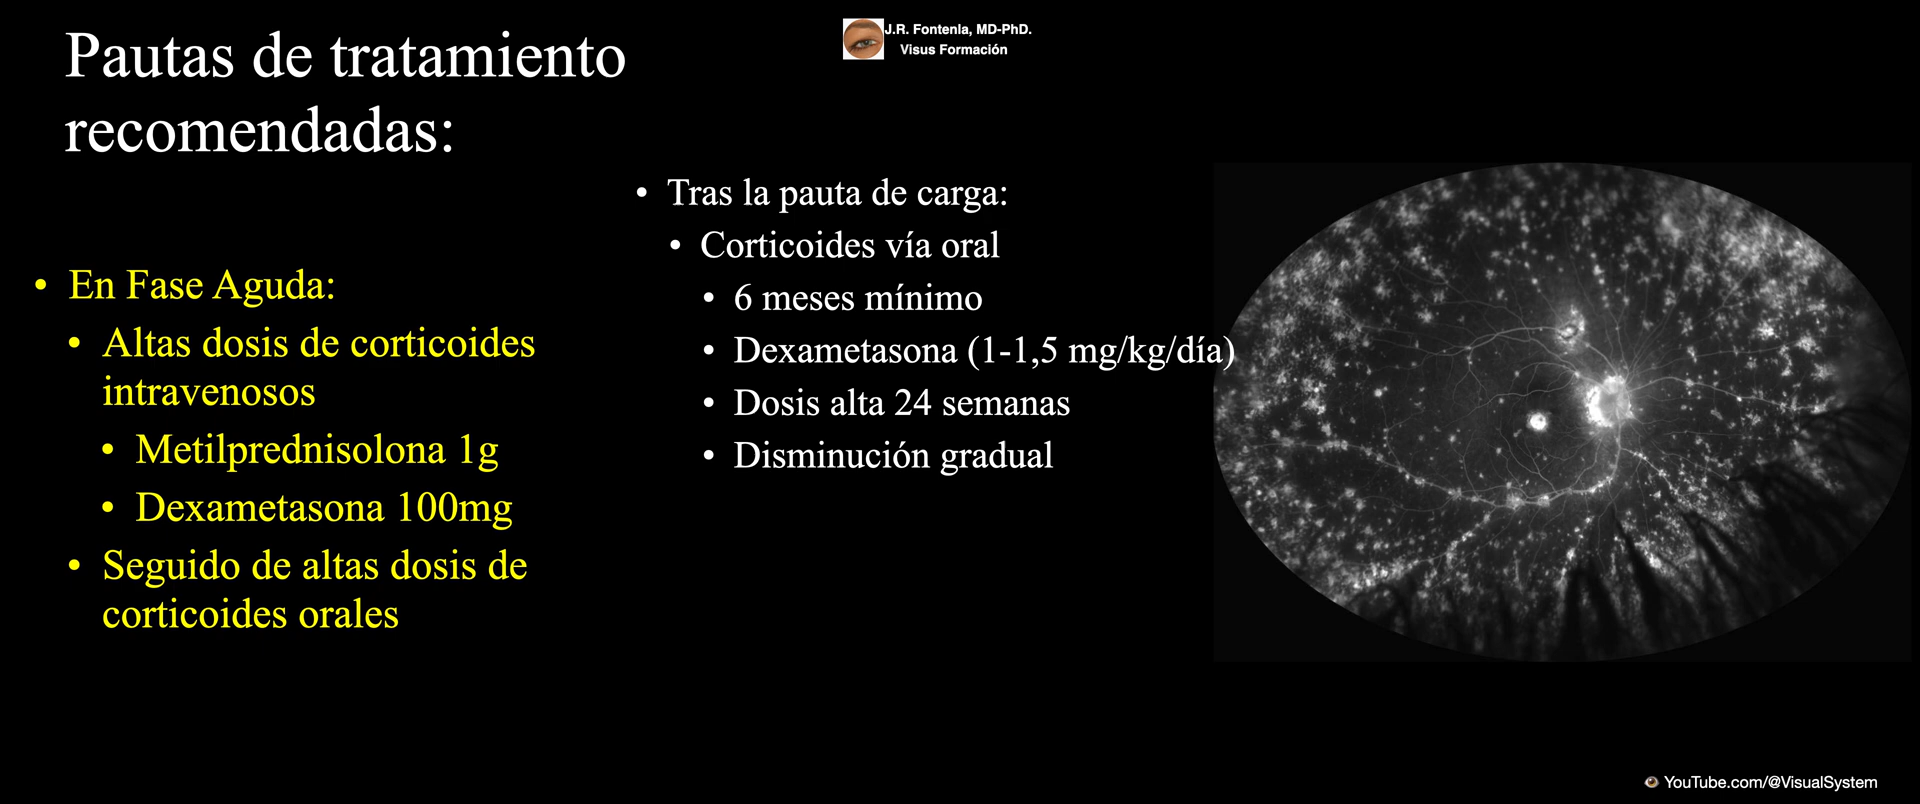 Pautas de tratamiento
recomendadas:
J.R. Fontenla, MD-PhD.
Visus Formación
• En Fase Aguda:
• Altas dosis de corticoides
intravenosos
• Metilprednisolona 1g
• Dexametasona 100mg
• Seguido de altas dosis de
corticoides orales
• Tras la pauta de carga:
• Corticoides vía oral
• 6 meses mínimo
• Dexametasona (1-1,5 mg/kg/día)
• Dosis alta 24 semanas
• Disminución gradual
YouTube.com/@VisualSystem